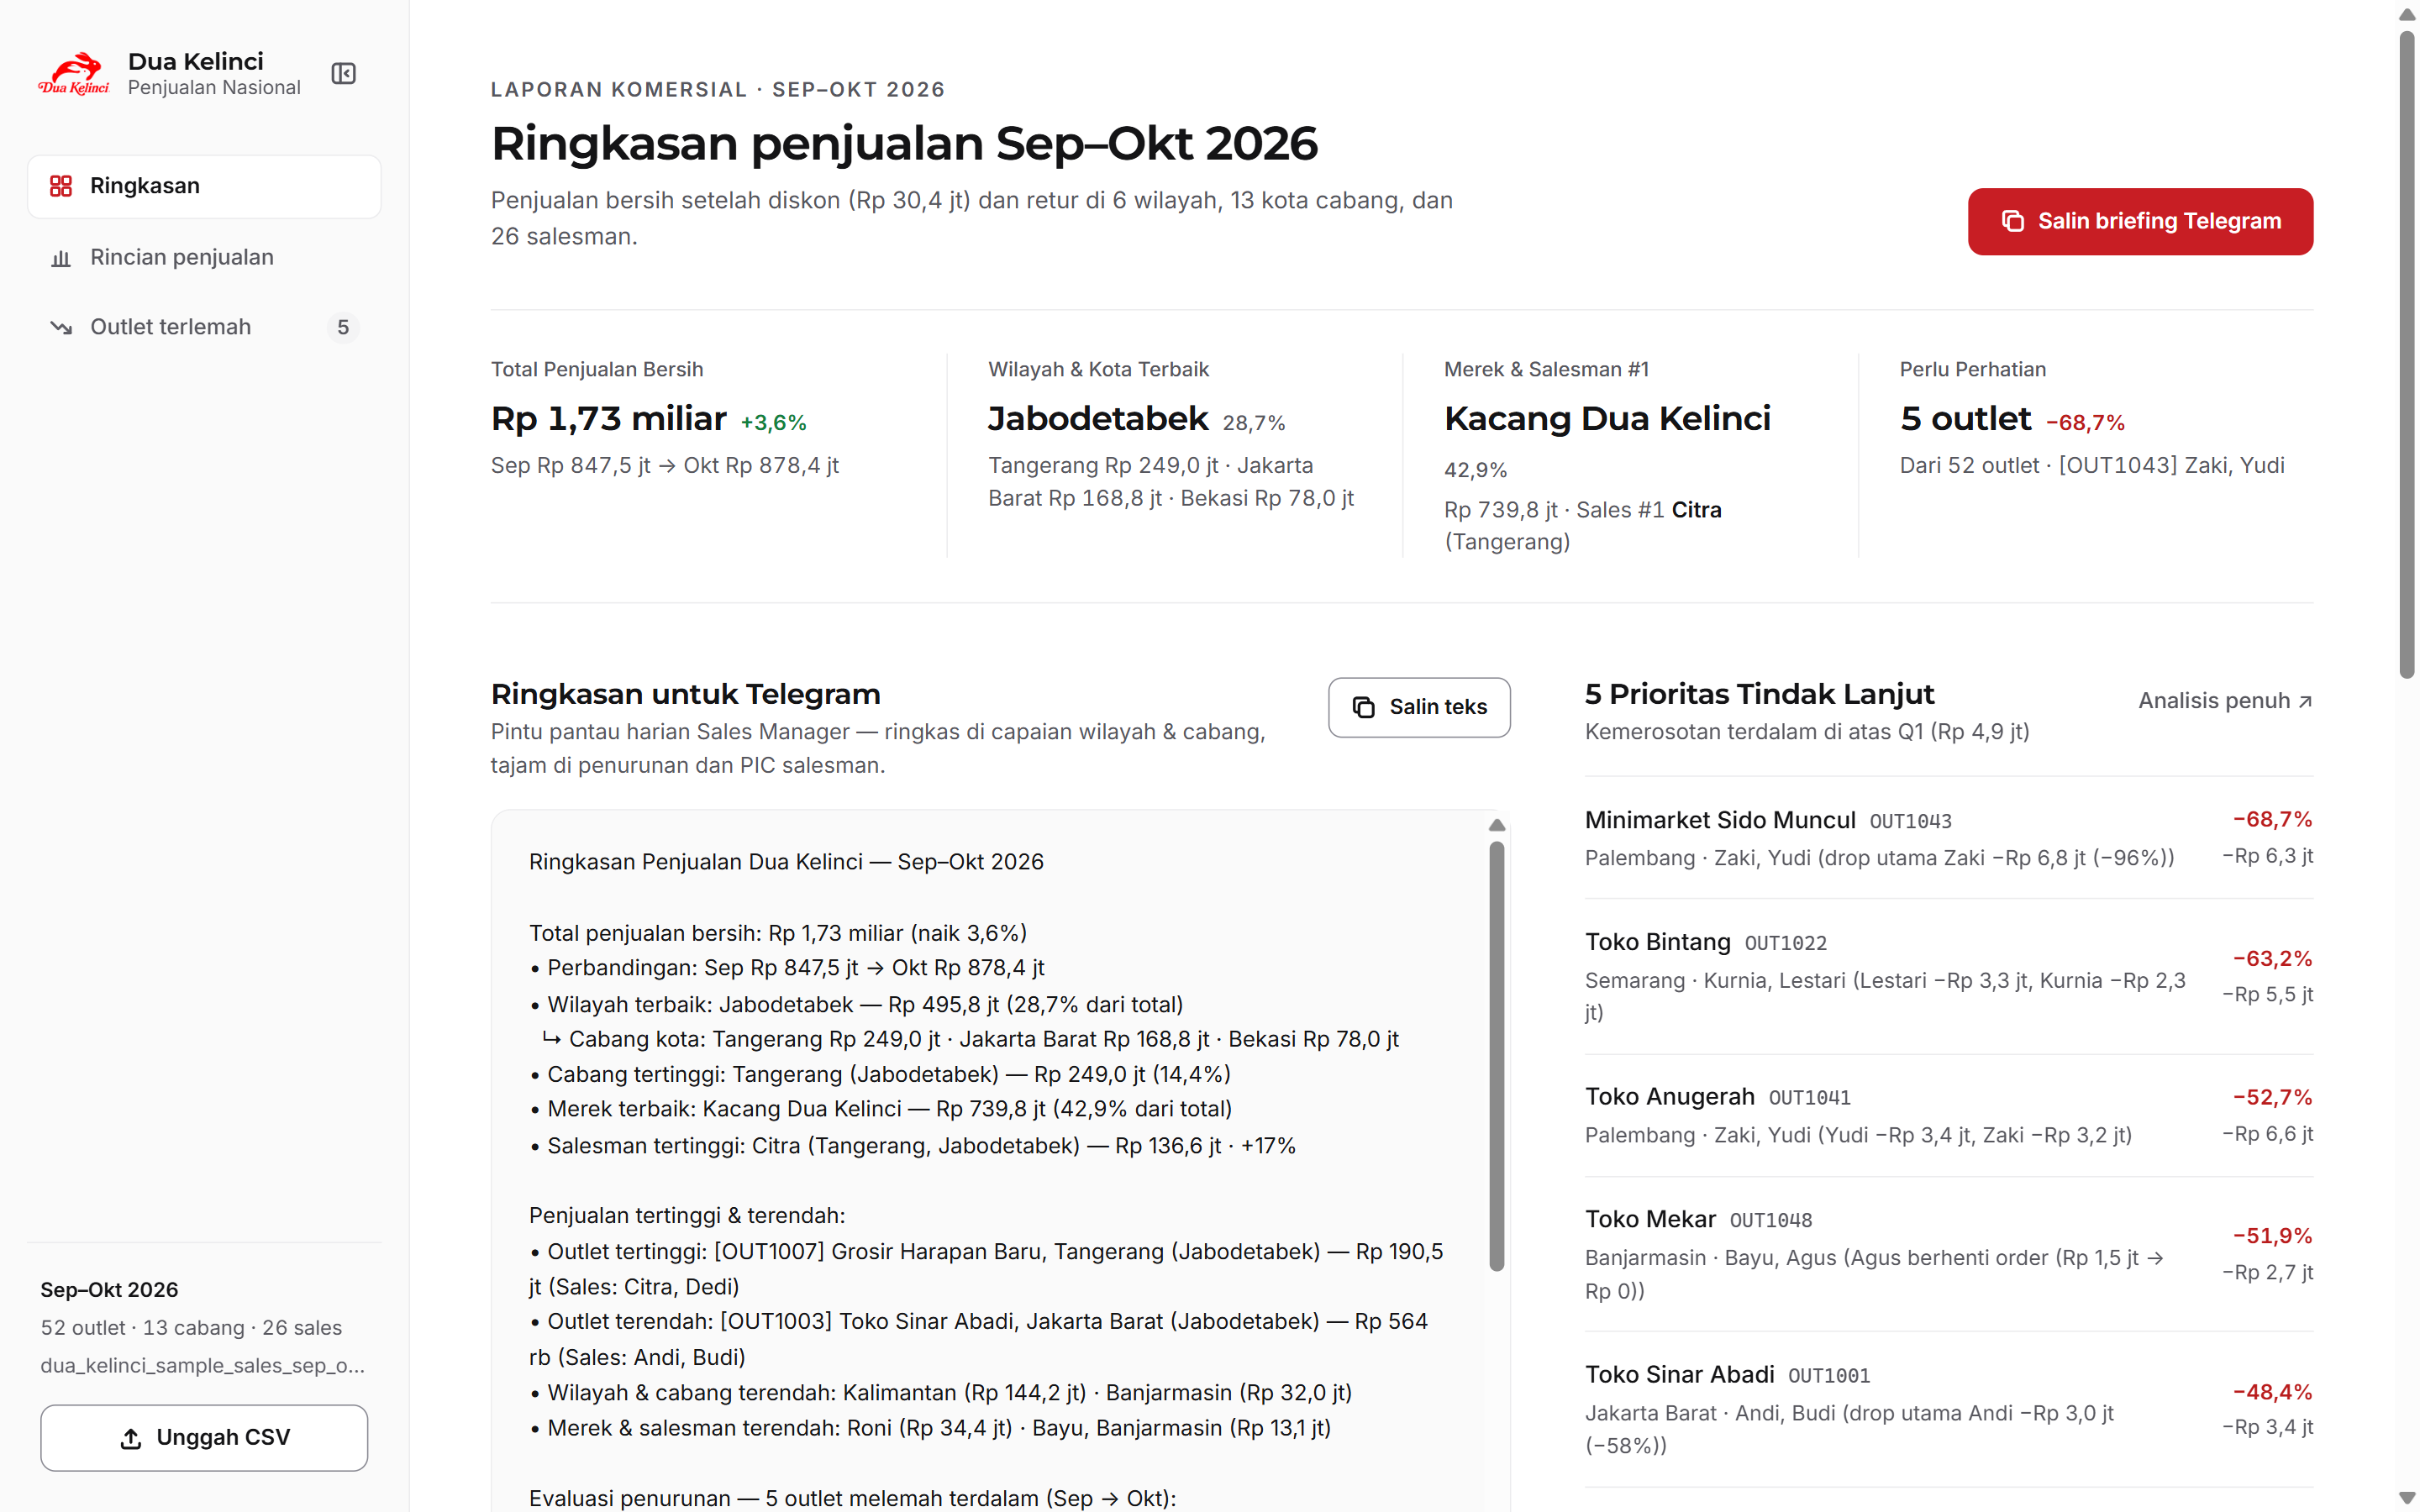 Dua Kelinci
Dua Kelinci
Penjualan Nasional
Ringkasan
Rincian penjualan
Outlet terlemah 5
Sep–Okt 2026
52 outlet · 13 cabang · 26 sales
dua_kelinci_sample_sales_sep_o...
Unggah CSV
LAPORAN KOMERSIAL · SEP–OKT 2026
Ringkasan penjualan Sep–Okt 2026
Penjualan bersih setelah diskon (Rp 30,4 jt) dan retur di 6 wilayah, 13 kota cabang, dan
26 salesman.
Salin briefing Telegram
Total Penjualan Bersih
Rp 1,73 miliar +3,6%
Sep Rp 847,5 jt → Okt Rp 878,4 jt
Wilayah & Kota Terbaik
Jabodetabek 28,7%
Tangerang Rp 249,0 jt · Jakarta
Barat Rp 168,8 jt · Bekasi Rp 78,0 jt
Merek & Salesman #1
Kacang Dua Kelinci
42,9%
Rp 739,8 jt · Sales #1 Citra
(Tangerang)
Perlu Perhatian
5 outlet −68,7%
Dari 52 outlet · [OUT1043] Zaki, Yudi
Ringkasan untuk Telegram
Pintu pantau harian Sales Manager — ringkas di capaian wilayah & cabang,
tajam di penurunan dan PIC salesman.
Salin teks
Ringkasan Penjualan Dua Kelinci — Sep–Okt 2026
Total penjualan bersih: Rp 1,73 miliar (naik 3,6%)
• Perbandingan: Sep Rp 847,5 jt → Okt Rp 878,4 jt
• Wilayah terbaik: Jabodetabek — Rp 495,8 jt (28,7% dari total)
↳ Cabang kota: Tangerang Rp 249,0 jt · Jakarta Barat Rp 168,8 jt · Bekasi Rp 78,0 jt
• Cabang tertinggi: Tangerang (Jabodetabek) — Rp 249,0 jt (14,4%)
• Merek terbaik: Kacang Dua Kelinci — Rp 739,8 jt (42,9% dari total)
• Salesman tertinggi: Citra (Tangerang, Jabodetabek) — Rp 136,6 jt · +17%
Penjualan tertinggi & terendah:
• Outlet tertinggi: [OUT1007] Grosir Harapan Baru, Tangerang (Jabodetabek) — Rp 190,5
jt (Sales: Citra, Dedi)
• Outlet terendah: [OUT1003] Toko Sinar Abadi, Jakarta Barat (Jabodetabek) — Rp 564
rb (Sales: Andi, Budi)
• Wilayah & cabang terendah: Kalimantan (Rp 144,2 jt) · Banjarmasin (Rp 32,0 jt)
• Merek & salesman terendah: Roni (Rp 34,4 jt) · Bayu, Banjarmasin (Rp 13,1 jt)
Evaluasi penurunan — 5 outlet melemah terdalam (Sep → Okt):
5 Prioritas Tindak Lanjut
Analisis penuh ↗
Kemerosotan terdalam di atas Q1 (Rp 4,9 jt)
Minimarket Sido Muncul OUT1043 −68,7%
Palembang · Zaki, Yudi (drop utama Zaki −Rp 6,8 jt (−96%)) −Rp 6,3 jt
Toko Bintang OUT1022 −63,2%
Semarang · Kurnia, Lestari (Lestari −Rp 3,3 jt, Kurnia −Rp 2,3
jt)
−Rp 5,5 jt
Toko Anugerah OUT1041 −52,7%
Palembang · Zaki, Yudi (Yudi −Rp 3,4 jt, Zaki −Rp 3,2 jt) −Rp 6,6 jt
Toko Mekar OUT1048 −51,9%
Banjarmasin · Bayu, Agus (Agus berhenti order (Rp 1,5 jt →
Rp 0))
−Rp 2,7 jt
Toko Sinar Abadi OUT1001 −48,4%
Jakarta Barat · Andi, Budi (drop utama Andi −Rp 3,0 jt
(−58%))
−Rp 3,4 jt